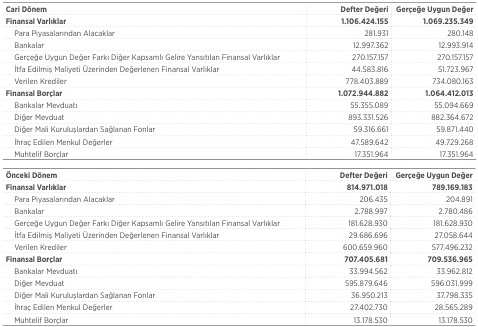 Cari Dönem Defter Değeri Gerçeğe Uygun Değer
Finansal Varlıklar 1.106.424.155 1.069.235.349
Para Piyasalarından Alacaklar 281.931 280.148
Bankalar 12.997.362 12.993.914
Gerçeğe Uygun Değer Farkı Diğer Kapsamlı Gelire Yansıtılan Finansal Varlıklar 270.157.157 270.157.157
İtfa Edilmiş Maliyeti Üzerinden Değerlenen Finansal Varlıklar 44.583.816 51.723.967
Verilen Krediler 778.403.889 734.080.163
Finansal Borçlar 1.072.944.882 1.064.412.013
Bankalar Mevduatı 55.355.089 55.094.669
Diğer Mevduat 893.331.526 882.364.672
Diğer Mali Kuruluşlardan Sağlanan Fonlar 59.316.661 59.871.440
İhraç Edilen Menkul Değerler 47.589.642 49.729.268
Muhtelif Borçlar 17.351.964 17.351.964
Önceki Dönem Defter Değeri Gerçeğe Uygun Değer
Finansal Varlıklar 814.971.018 789.169.183
Para Piyasalarından Alacaklar 206.435 204.891
Bankalar 2.788.997 2.780.486
Gerçeğe Uygun Değer Farkı Diğer Kapsamlı Gelire Yansıtılan Finansal Varlıklar 181.628.930 181.628.930
İtfa Edilmiş Maliyeti Üzerinden Değerlenen Finansal Varlıklar 29.686.696 27.058.644
Verilen Krediler 600.659.960 577.496.232
Finansal Borçlar 707.405.681 709.536.965
Bankalar Mevduatı 33.994.562 33.962.812
Diğer Mevduat 595.879.646 596.031.999
Diğer Mali Kuruluşlardan Sağlanan Fonlar 36.950.213 37.798.335
İhraç Edilen Menkul Değerler 27.402.730 28.565.289
Muhtelif Borçlar 13.178.530 13.178.530